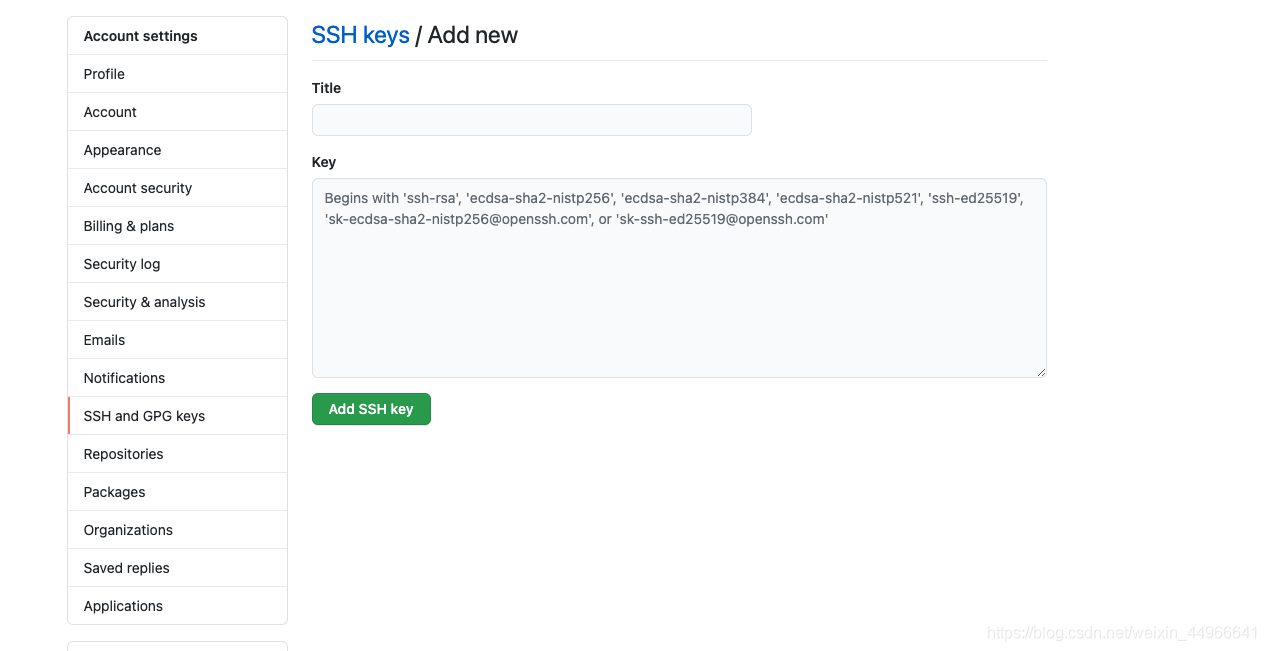 Account settings
Profile
Account
Appearance
Account security
Billing & plans
Security log
Security & analysis
Emails
Notifications
SSH and GPG keys
Repositories
Packages
Organizations
Saved replies
Applications
SSH keys / Add new
Title
Key
Begins with 'ssh-rsa', 'ecdsa-sha2-nistp256', 'ecdsa-sha2-nistp384', 'ecdsa-sha2-nistp521', 'ssh-ed25519',
'sk-ecdsa-sha2-nistp256@openssh.com', or 'sk-ssh-ed25519@openssh.com'
Add SSH key
https://blog.csdn.net/weixin_44966641